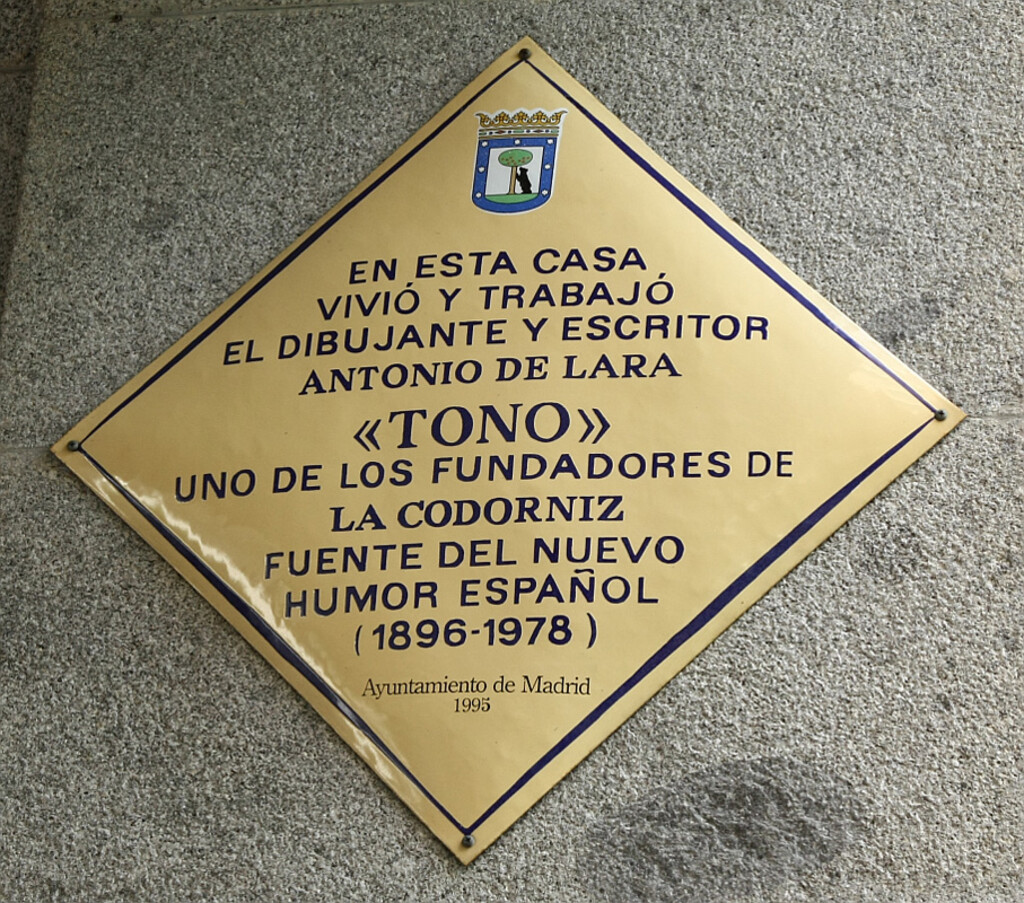 EN ESTA CASA
VIVIÓ Y TRABAJÓ
EL DIBUJANTE Y ESCRITOR
ANTONIO DE LARA
«TONO»
UNO DE LOS FUNDADORES DE
LA CODORNIZ
FUENTE DEL NUEVO
HUMOR ESPAÑOL
(1896-1978)
Ayuntamiento de Madrid
1995